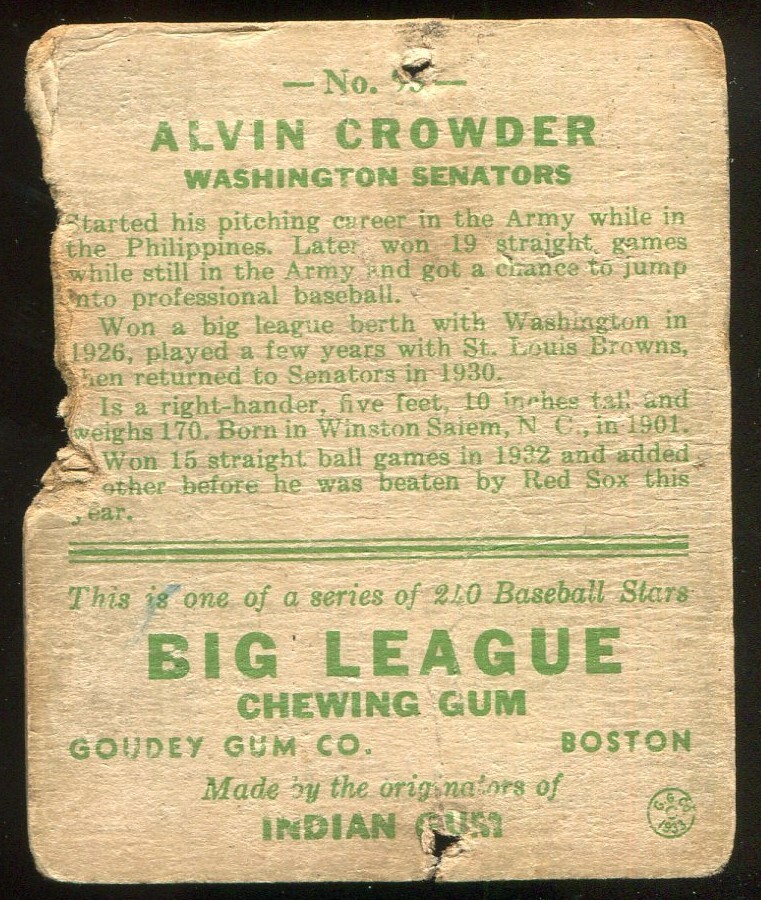 — No. 95 —
ALVIN CROWDER
WASHINGTON SENATORS
Started his pitching career in the Army while in
the Philippines. Later won 19 straight games
while still in the Army and got a chance to jump
nto professional baseball.
Won a big league berth with Washington in
1926, played a few years with St. Louis Browns,
hen returned to Senators in 1930.
Is a right-hander, five feet, 10 inches tall and
weighs 170. Born in Winston Salem, N. C., in 1901.
Won 15 straight ball games in 1932 and added
other before he was beaten by Red Sox this
year.
This is one of a series of 240 Baseball Stars
BIG LEAGUE
CHEWING GUM
GOUDEY GUM CO. BOSTON
Made by the originators of
INDIAN GUM
G.G.Co.
1933